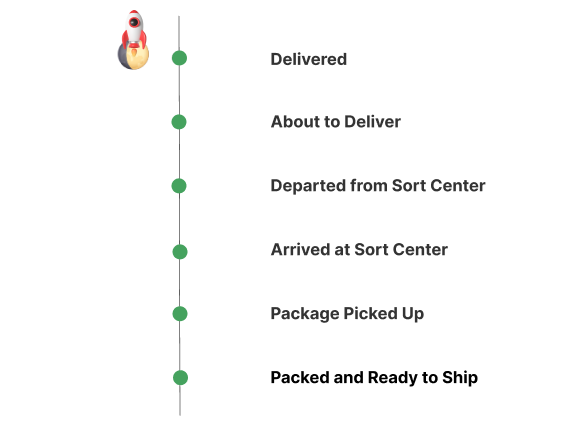 Delivered
About to Deliver
Departed from Sort Center
Arrived at Sort Center
Package Picked Up
Packed and Ready to Ship